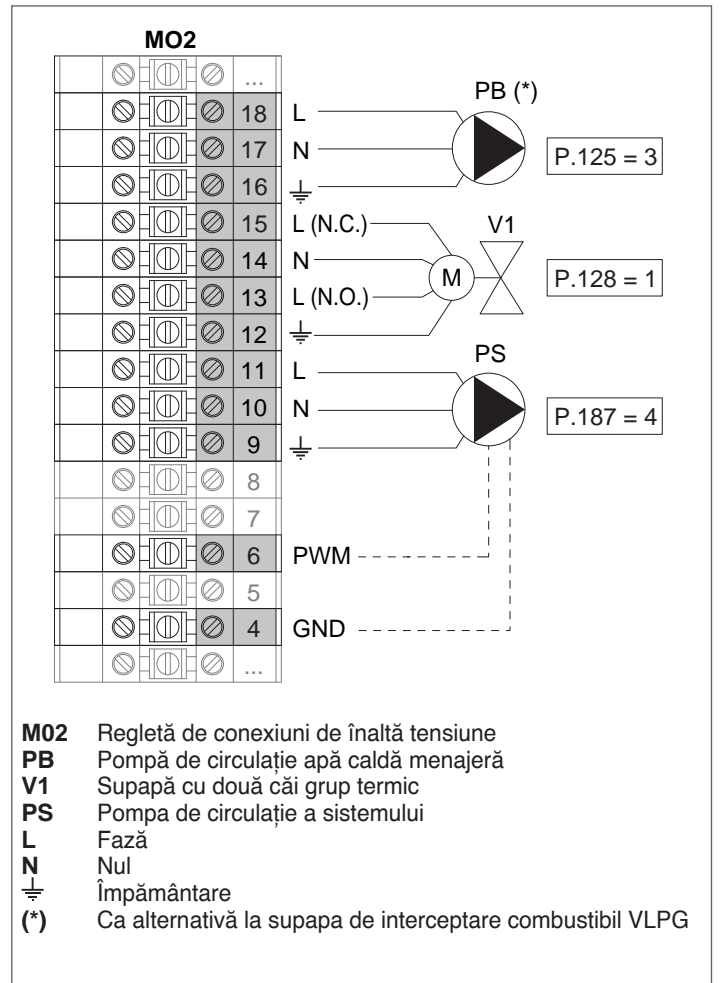 MO2
...
PB (*)
18 L
17 N
P.125 = 3
16
15 L (N.C.)
V1
14 N
M
P.128 = 1
13 L (N.O.)
12
PS
11 L
10 N
P.187 = 4
9
8
7
6 PWM
5
4 GND
...
M02 Regletă de conexiuni de înaltă tensiune
PB Pompă de circulație apă caldă menajeră
V1 Supapă cu două căi grup termic
PS Pompa de circulație a sistemului
L Fază
N Nul
⏚ Împământare
(*) Ca alternativă la supapa de interceptare combustibil VLPG